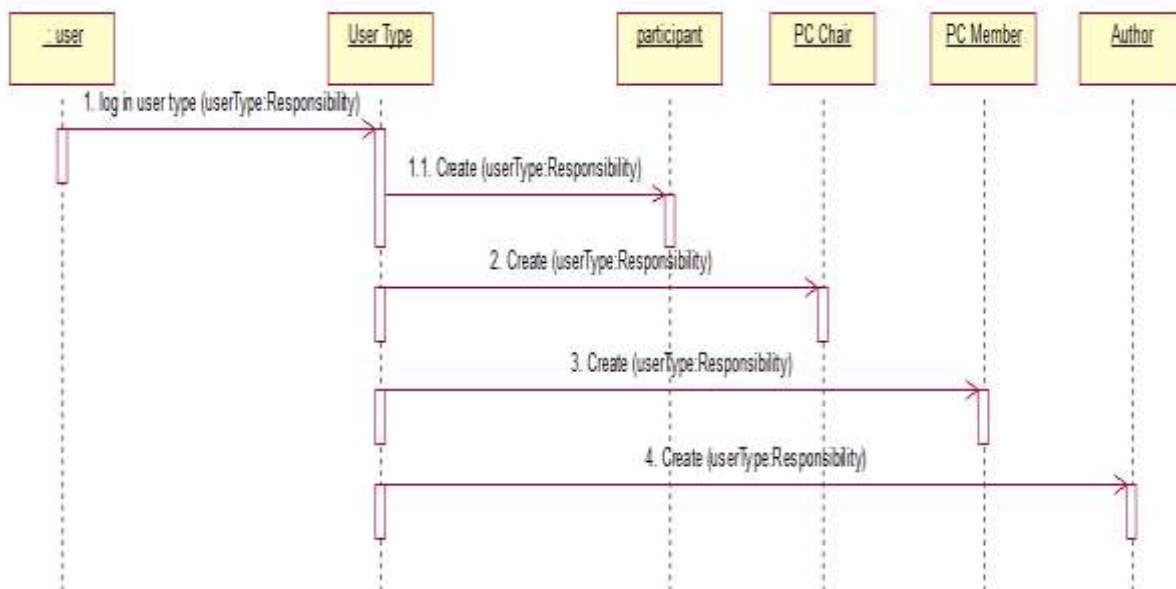 : user
User Type
participant
PC Chair
PC Member
Author
1. log in user type (userType:Responsibility)
1.1. Create (userType:Responsibility)
2. Create (userType:Responsibility)
3. Create (userType:Responsibility)
4. Create (userType:Responsibility)